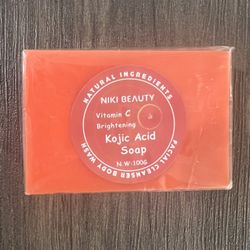 NATURAL INGREDIENTS
NIKI BEAUTY
Vitamin C
Brightening
Kojic Acid
Soap
N.W:100G
FACIAL CLEANSER BODY WASH